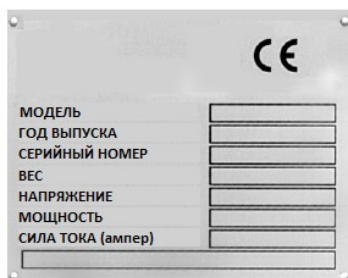 CE
МОДЕЛЬ
ГОД ВЫПУСКА
СЕРИЙНЫЙ НОМЕР
ВЕС
НАПРЯЖЕНИЕ
МОЩНОСТЬ
СИЛА ТОКА (ампер)